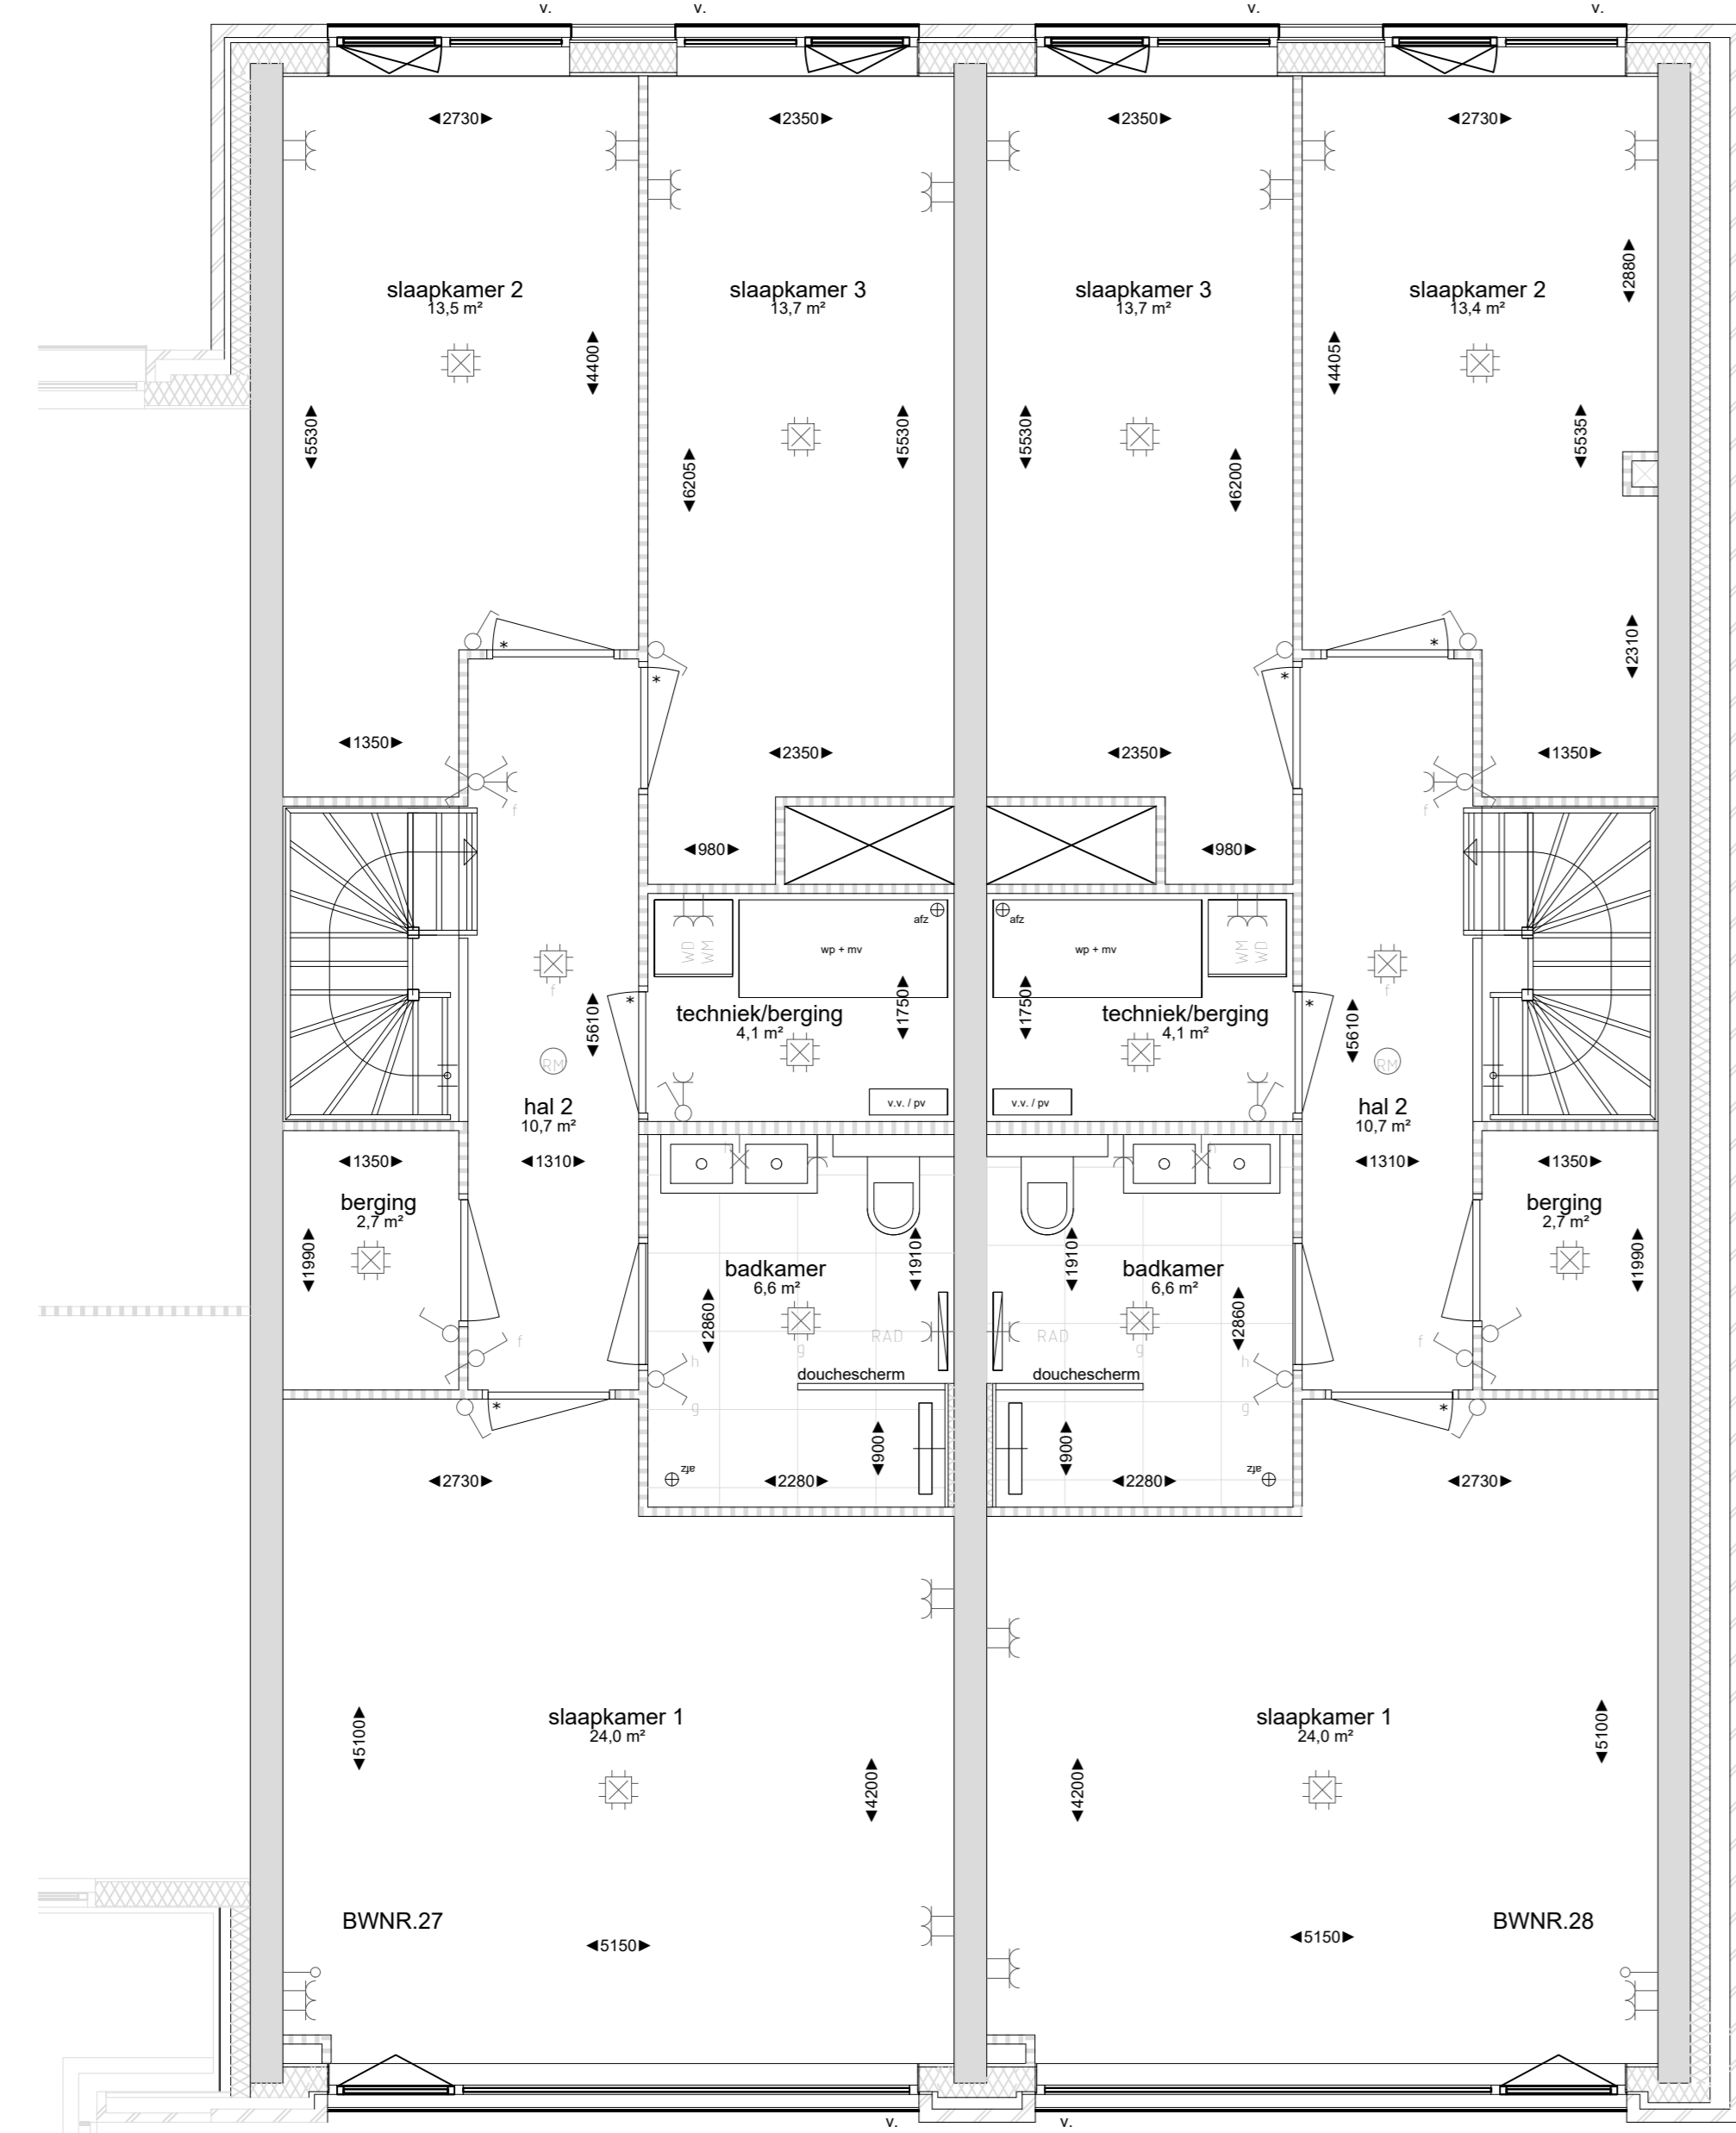 v. v. v. v.
2730 2350 2350 2730
2880
slaapkamer 2 slaapkamer 3 slaapkamer 3 slaapkamer 2
13,5 m² 13,7 m² 13,7 m² 13,4 m²
4400 4405
5530 5530 5530 5535
6205 6200
2310
* *
* *
1350 2350 2350 1350
f f
980 980
afz afz
WD WM wp + mv wp + mv WM WD
f f
* *
1750 1750
techniek/berging techniek/berging
4,1 m² 4,1 m²
5610 5610
RM RM
v.v. / pv v.v. / pv
hal 2 hal 2
10,7 m² 10,7 m²
h h
1350 1310 1310 1350
berging berging
2,7 m² 2,7 m²
1990 1910 1910 1990
badkamer badkamer
6,6 m² 6,6 m²
2860 2860
f RAD RAD f
g g
h h
douchescherm douchescherm
* g g *
900 900
afz afz
2730 2280 2280 2730
slaapkamer 1 slaapkamer 1
24,0 m² 24,0 m²
5100 5100
4200 4200
BWNR.27 BWNR.28
5150 5150
v. v.